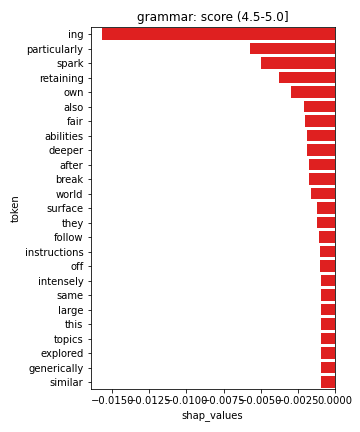 grammar: score (4.5-5.0]
ing
particularly
spark
retaining
own
also
fair
abilities
deeper
after
break
world
surface
they
follow
instructions
off
intensely
same
large
this
topics
explored
generically
similar
token
−0.0150 −0.0125 −0.0100 −0.0075 −0.0050 −0.0025 0.0000
shap_values